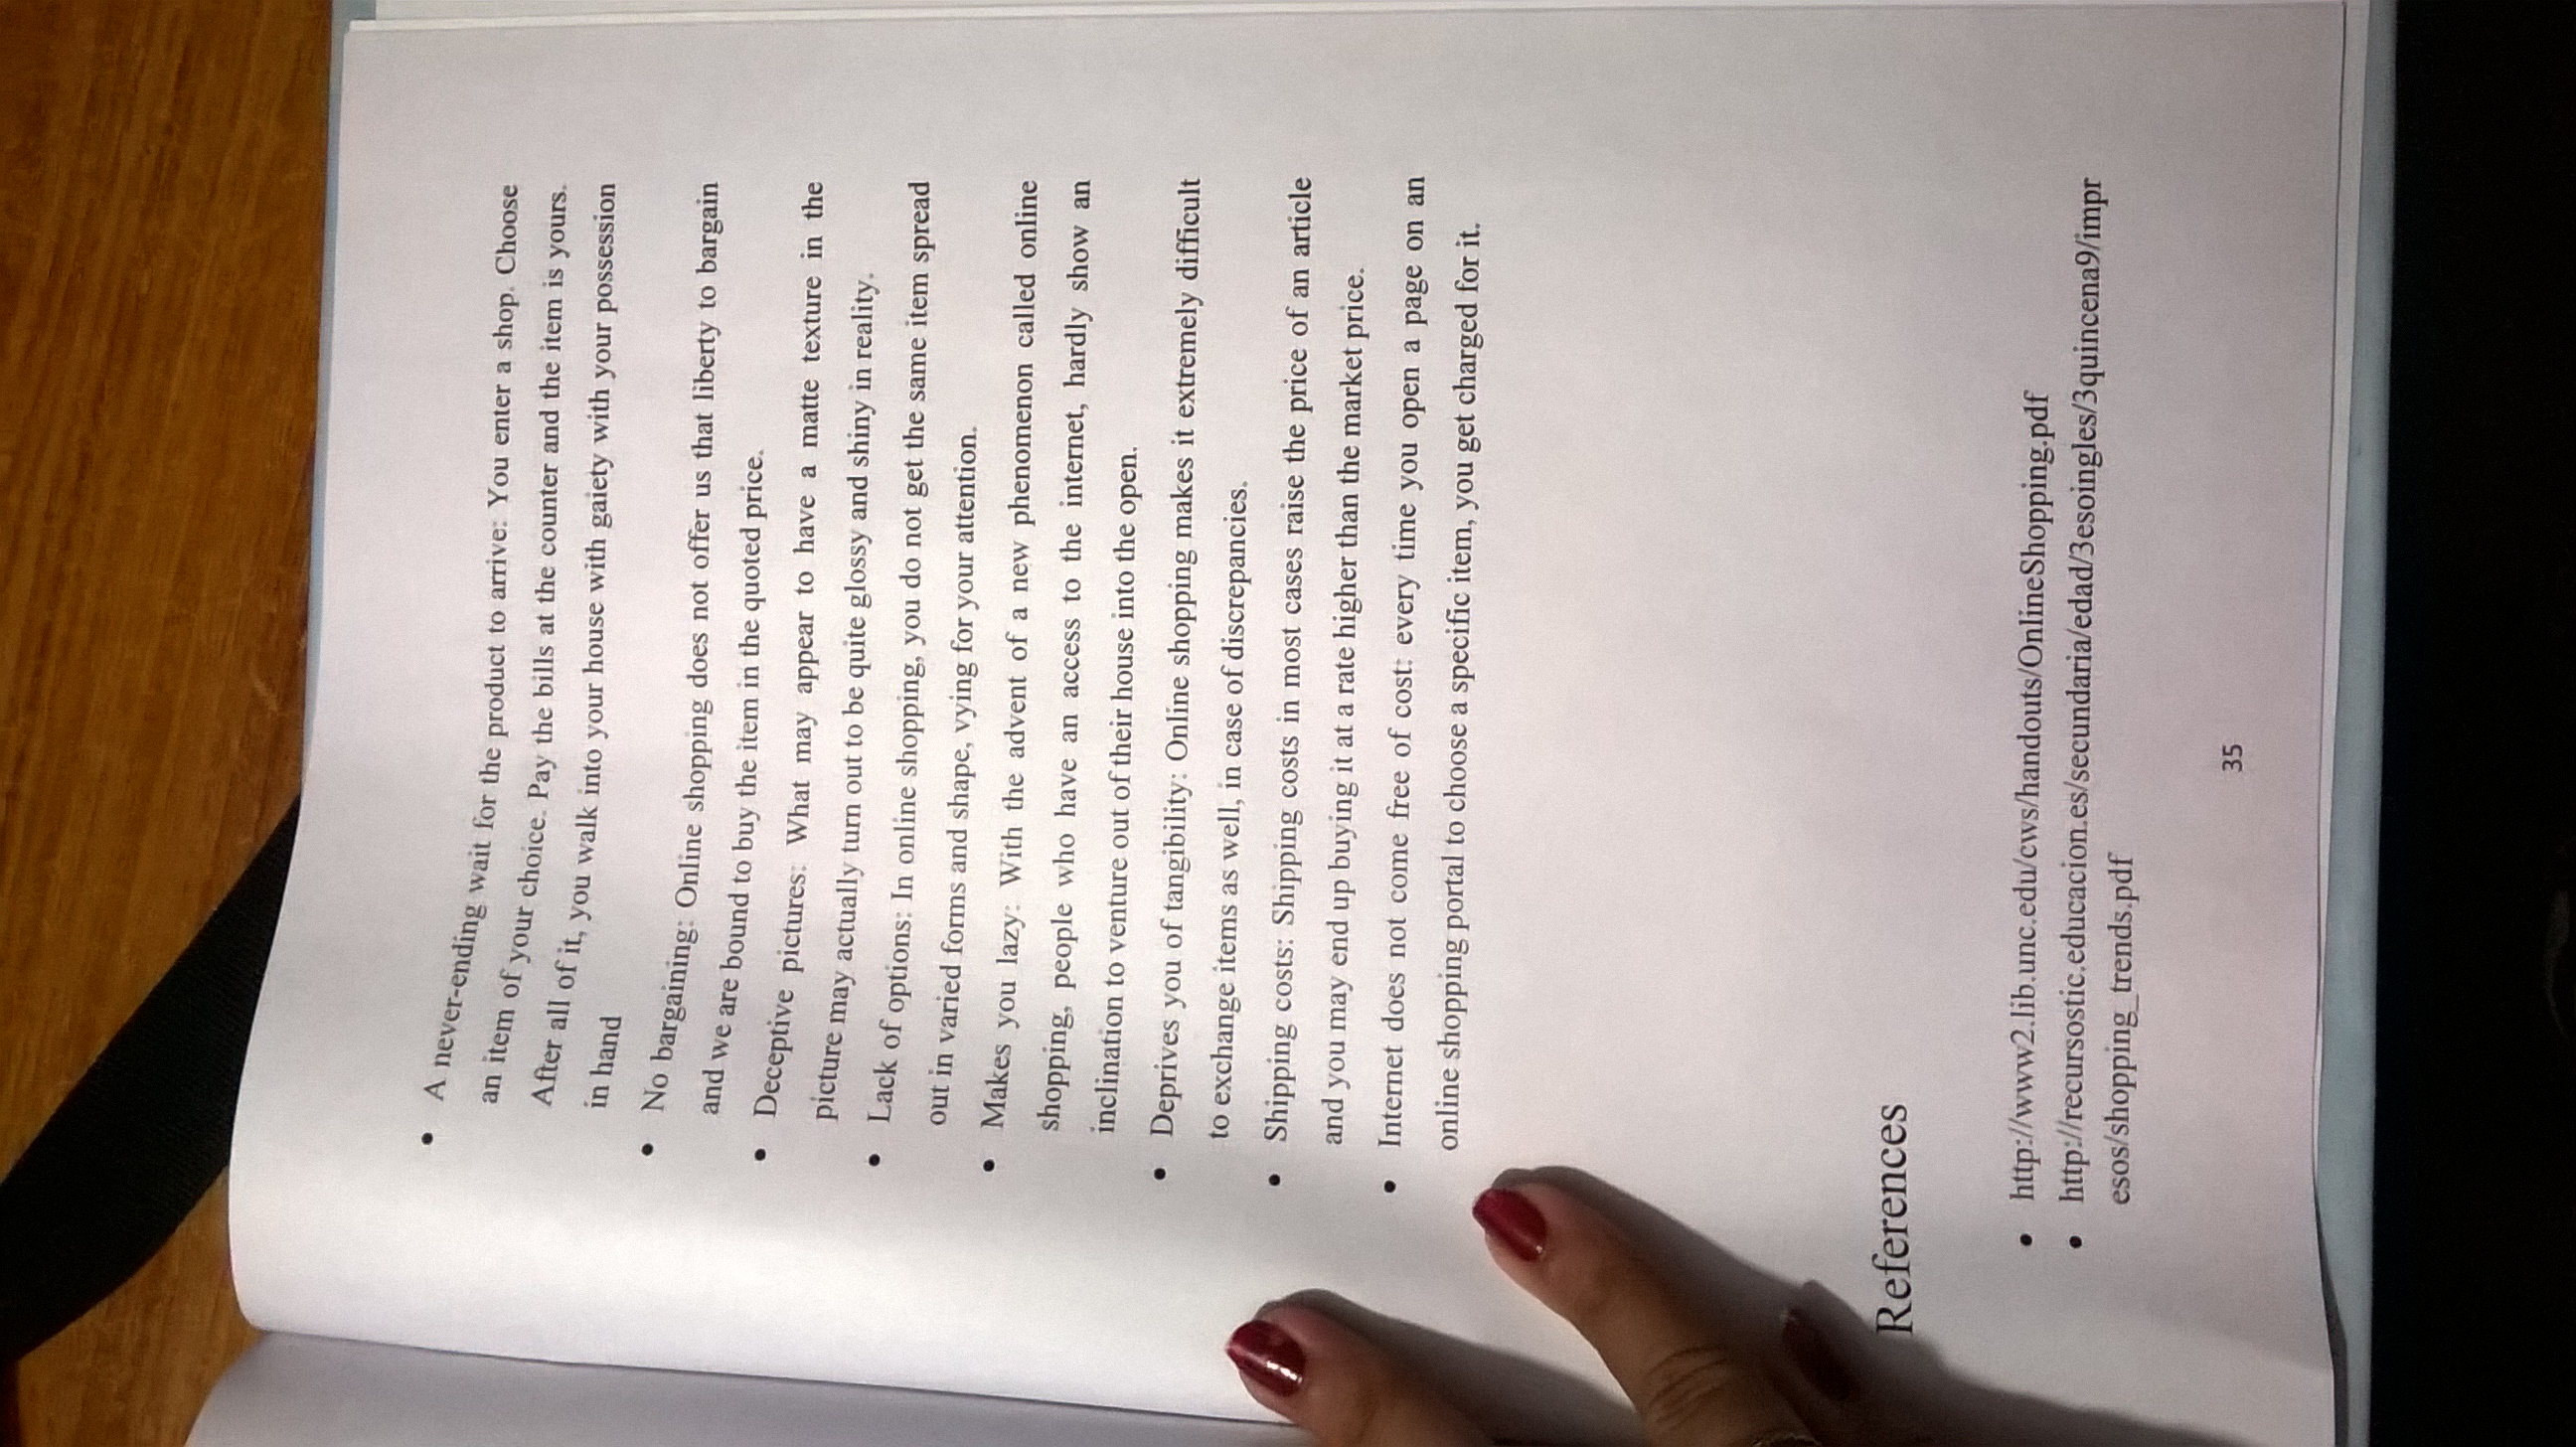 • A never-ending wait for the product to arrive: You enter a shop. Choose
an item of your choice. Pay the bills at the counter and the item is yours.
After all of it, you walk into your house with gaiety with your possession
in hand
• No bargaining: Online shopping does not offer us that liberty to bargain
and we are bound to buy the item in the quoted price.
• Deceptive pictures: What may appear to have a matte texture in the
picture may actually turn out to be quite glossy and shiny in reality.
• Lack of options: In online shopping, you do not get the same item spread
out in varied forms and shape, vying for your attention.
• Makes you lazy: With the advent of a new phenomenon called online
shopping, people who have an access to the internet, hardly show an
inclination to venture out of their house into the open.
• Deprives you of tangibility: Online shopping makes it extremely difficult
to exchange items as well, in case of discrepancies.
• Shipping costs: Shipping costs in most cases raise the price of an article
and you may end up buying it at a rate higher than the market price.
• Internet does not come free of cost: every time you open a page on an
online shopping portal to choose a specific item, you get charged for it.
References
• http://www2.lib.unc.edu/cws/handouts/OnlineShopping.pdf
• http://recursostic.educacion.es/secundaria/edad/3esoingles/3quincena9/impr
esos/shopping_trends.pdf
35